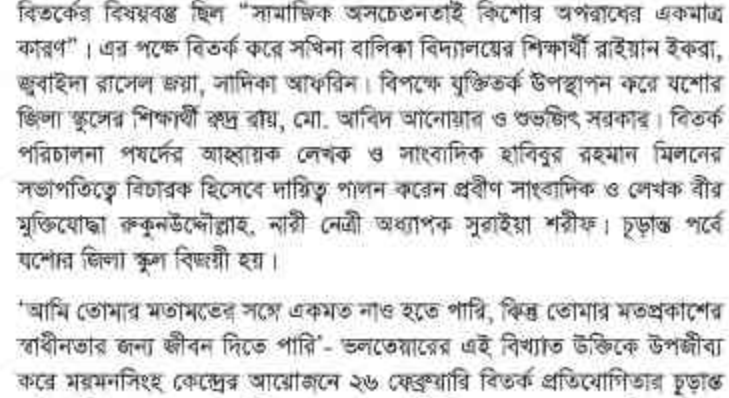 বিতর্কের বিষয়বস্তু ছিল “সামাজিক অসচেতনতাই কিশোর অপরাধের একমাত্র
কারণ” । এর পক্ষে বিতর্ক করে সখিনা বালিকা বিদ্যালয়ের শিক্ষার্থী রাইয়ান ইকরা,
জুবাইদা রাসেল জয়া, সাদিকা আফরিন। বিপক্ষে যুক্তিতর্ক উপস্থাপন করে যশোর
জিলা স্কুলের শিক্ষার্থী রুদ্র রায়, মো. আবিদ আনোয়ার ও শুভজিৎ সরকার। বিতর্ক
পরিচালনা পর্ষদের আহ্বায়ক লেখক ও সাংবাদিক হাবিবুর রহমান মিলনের
সভাপতিত্বে বিচারক হিসেবে দায়িত্ব পালন করেন প্রবীণ সাংবাদিক ও লেখক বীর
মুক্তিযোদ্ধা রুকুনউদ্দৌল্লাহ, নারী নেত্রী অধ্যাপক সুরাইয়া শরীফ। চূড়ান্ত পর্বে
যশোর জিলা স্কুল বিজয়ী হয়।
‘আমি তোমার মতামতের সঙ্গে একমত নাও হতে পারি, কিন্তু তোমার মতপ্রকাশের
স্বাধীনতার জন্য জীবন দিতে পারি’- ভলতেয়ারের এই বিখ্যাত উক্তিকে উপজীব্য
করে ময়মনসিংহ কেন্দ্রের আয়োজনে ২৬ ফেব্রুয়ারি বিতর্ক প্রতিযোগিতার চূড়ান্ত